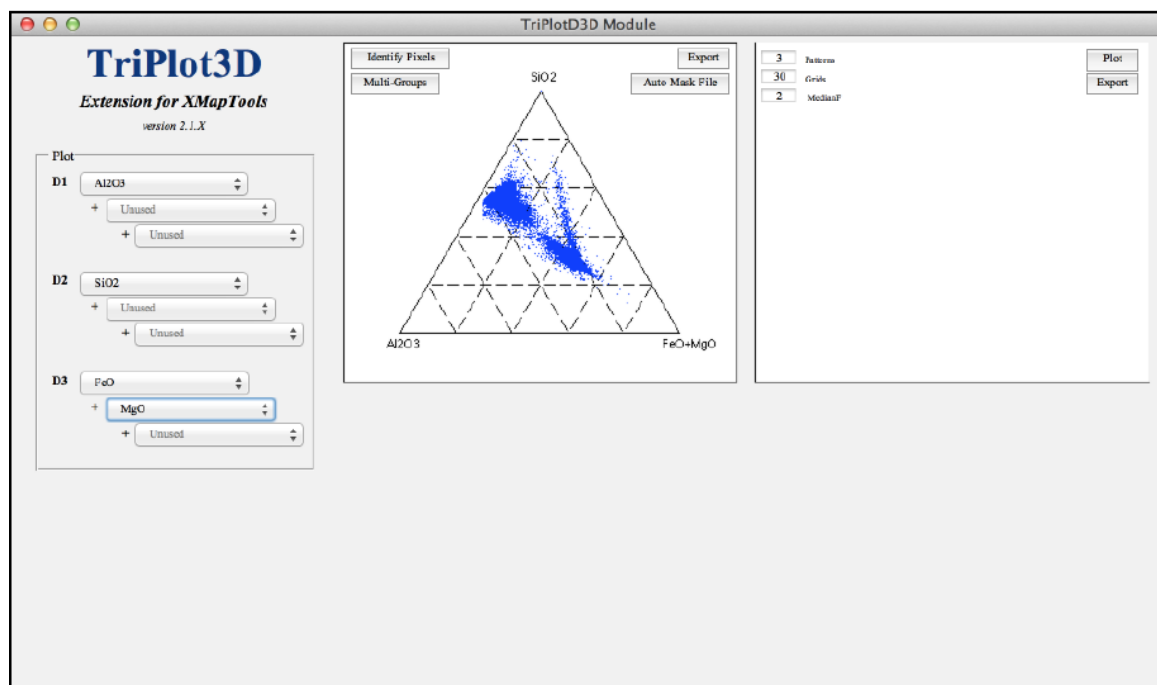 TriPlotD3D Module
TriPlot3D
Extension for XMapTools
version 2.1.X
Plot
D1 Al2O3
+ Unused
+ Unused
D2 SiO2
+ Unused
+ Unused
D3 FeO
+ MgO
+ Unused
Identify Pixels Export
Multi-Groups Auto Mask File
SiO2
Al2O3 FeO+MgO
3 Patterns Plot
30 Grids Export
2 MedianF